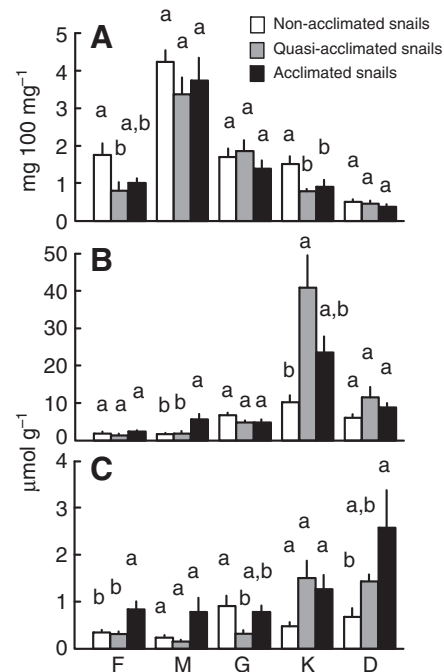 A
Non-acclimated snails
Quasi-acclimated snails
Acclimated snails
mg 100 mg⁻¹
5
4
3
2
1
0
a b a,b
a a a
a a a
a b b
a a a
B
µmol g⁻¹
50
40
30
20
10
0
a a a
b b a
a a a
b a a,b
a a a
C
4
3
2
1
0
b b a
a a a
a b a,b
a a a
b a,b a
F M G K D